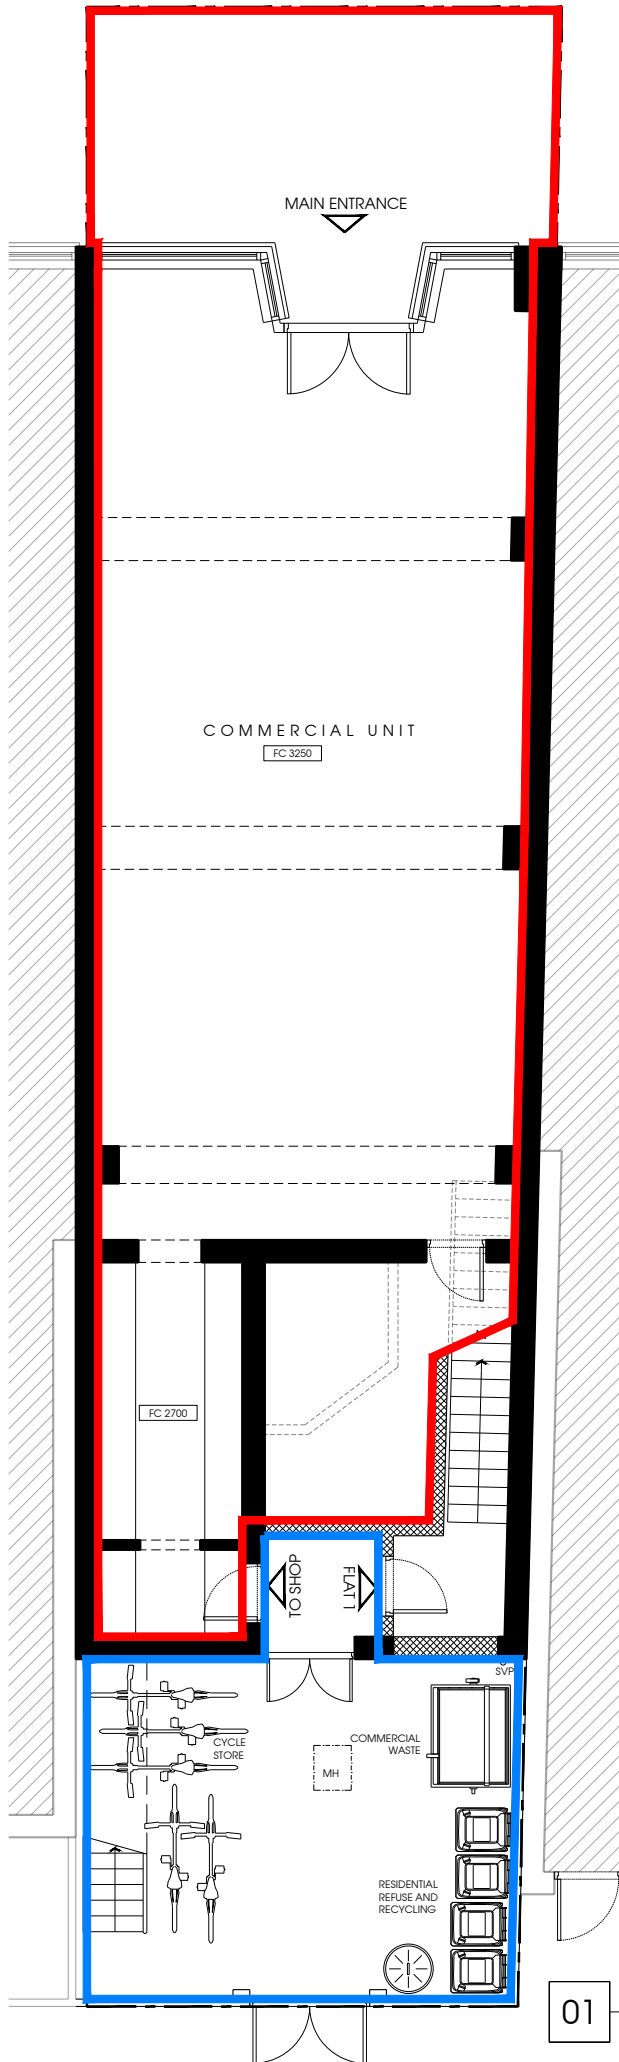 MAIN ENTRANCE
COMMERCIAL UNIT
FC 3250
FC 2700
TO SHOP
FLAT 1
SVP
CYCLE
STORE
COMMERCIAL
WASTE
MH
RESIDENTIAL
REFUSE AND
RECYCLING
01